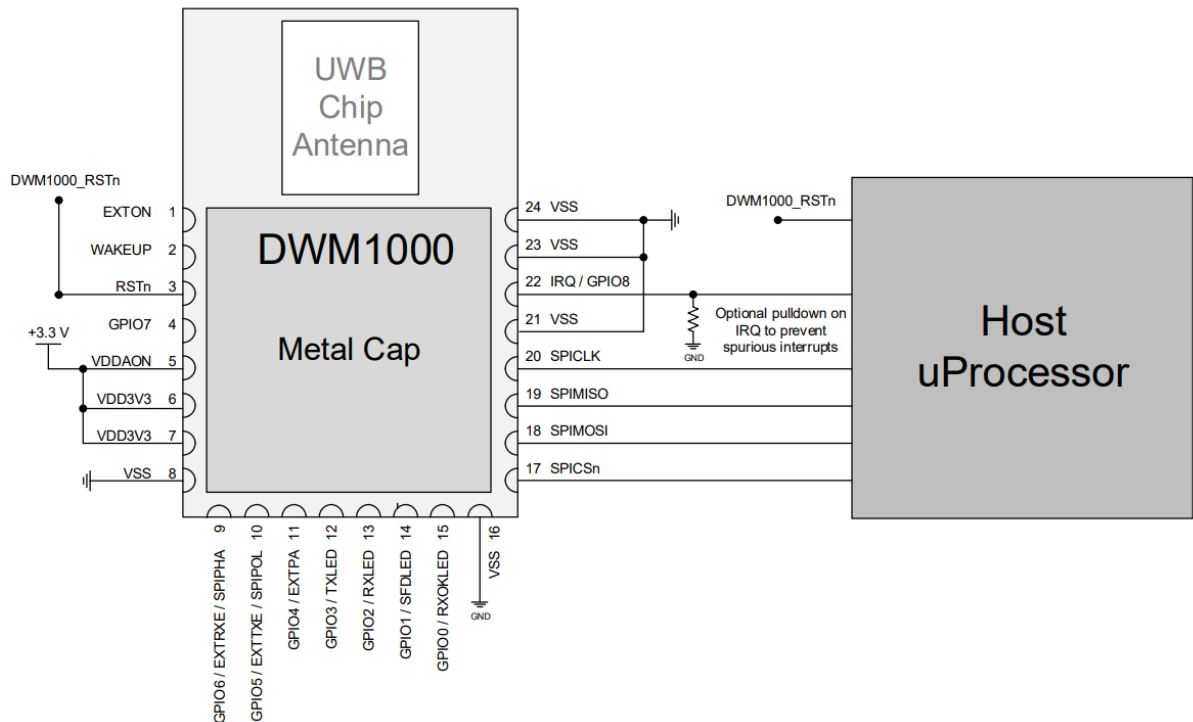 UWB
Chip
Antenna
DWM1000_RSTn
EXTON 1
WAKEUP 2
RSTn 3
GPIO7 4
+3.3 V
VDDAON 5
VDD3V3 6
VDD3V3 7
VSS 8
DWM1000
Metal Cap
24 VSS
23 VSS
22 IRQ / GPIO8
21 VSS
20 SPICLK
19 SPIMISO
18 SPIMOSI
17 SPICSn
DWM1000_RSTn
Optional pulldown on
IRQ to prevent
spurious interrupts
GND
Host
uProcessor
GPIO6 / EXTRXE / SPIPHA 9
GPIO5 / EXTTXE / SPIPOL 10
GPIO4 / EXTPA 11
GPIO3 / TXLED 12
GPIO2 / RXLED 13
GPIO1 / SFDLED 14
GPIO0 / RXOKLED 15
VSS 16
GND